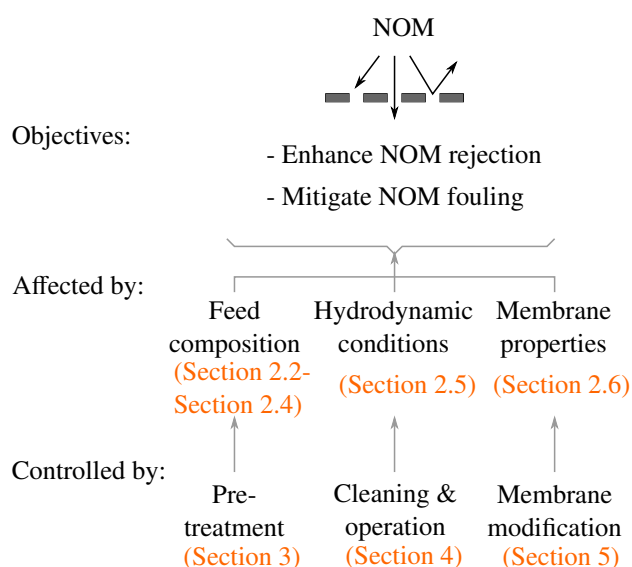 NOM
Objectives:
- Enhance NOM rejection
- Mitigate NOM fouling
Affected by:
Feed
composition
(Section 2.2-
Section 2.4)
Hydrodynamic
conditions
(Section 2.5)
Membrane
properties
(Section 2.6)
Controlled by:
Pre-
treatment
(Section 3)
Cleaning &
operation
(Section 4)
Membrane
modification
(Section 5)